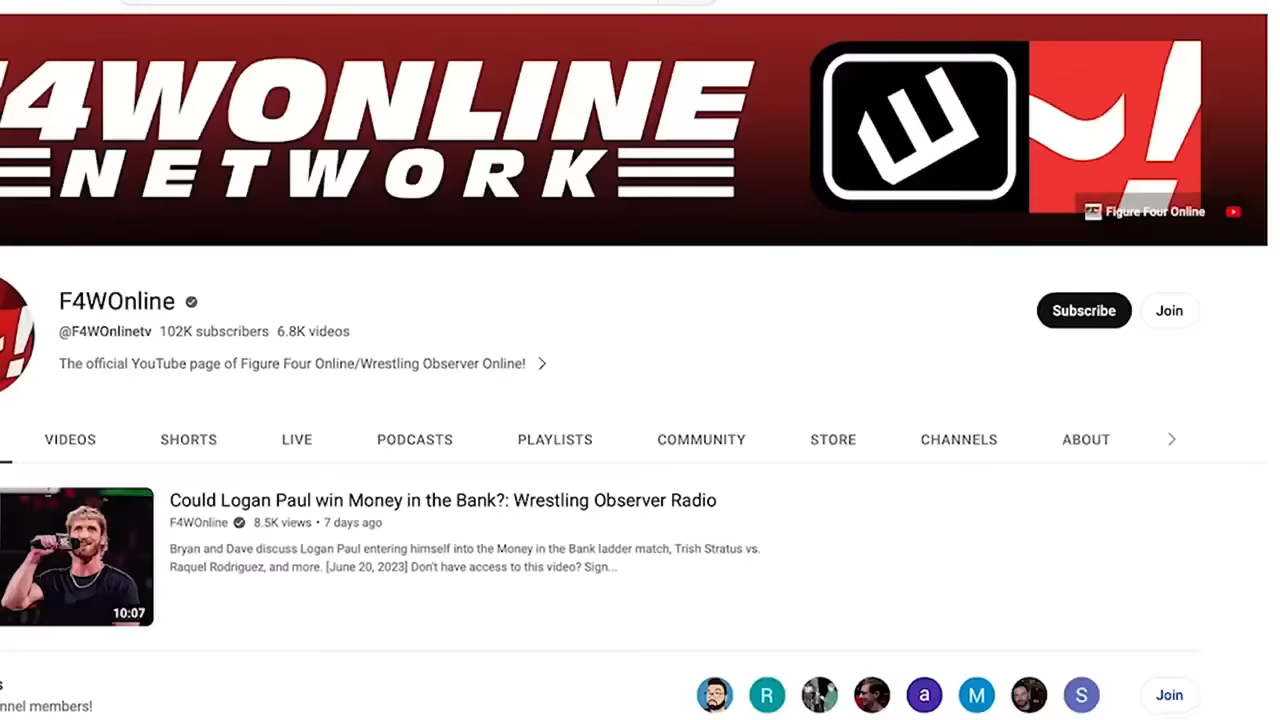 4WONLINE
NETWORK
Figure Four Online
F4WOnline
@F4WOnlinetv 102K subscribers 6.8K videos
Subscribe
Join
The official YouTube page of Figure Four Online/Wrestling Observer Online!
VIDEOS
SHORTS
LIVE
PODCASTS
PLAYLISTS
COMMUNITY
STORE
CHANNELS
ABOUT
Could Logan Paul win Money in the Bank?: Wrestling Observer Radio
F4WOnline 8.5K views • 7 days ago
Bryan and Dave discuss Logan Paul entering himself into the Money in the Bank ladder match, Trish Stratus vs.
Raquel Rodriguez, and more. [June 20, 2023] Don't have access to this video? Sign...
10:07
R
a
M
S
Join
s
nnel members!